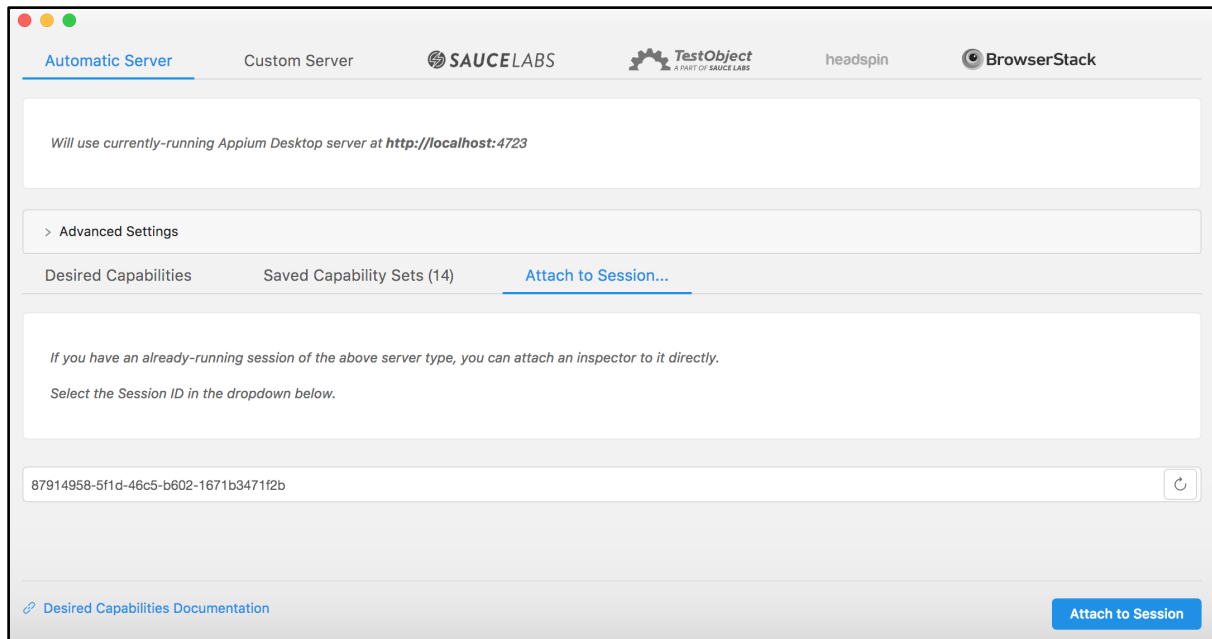 Automatic Server Custom Server SAUCELABS TestObject headspin BrowserStack
A PART OF SAUCE LABS
Will use currently-running Appium Desktop server at http://localhost:4723
> Advanced Settings
Desired Capabilities Saved Capability Sets (14) Attach to Session...
If you have an already-running session of the above server type, you can attach an inspector to it directly.
Select the Session ID in the dropdown below.
87914958-5f1d-46c5-b602-1671b3471f2b
Desired Capabilities Documentation
Attach to Session